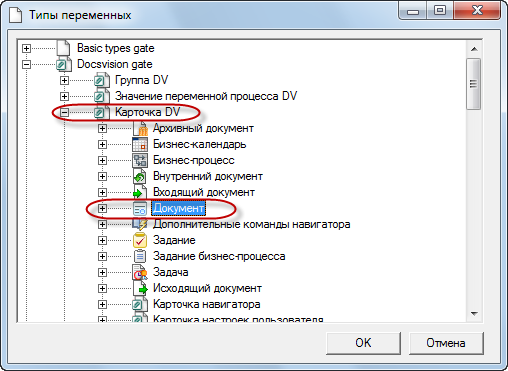 Типы переменных
Basic types gate
Docsvision gate
Группа DV
Значение переменной процесса DV
Карточка DV
Архивный документ
Бизнес-календарь
Бизнес-процесс
Внутренний документ
Входящий документ
Документ
Дополнительные команды навигатора
Задание
Задание бизнес-процесса
Задача
Исходящий документ
Карточка навигатора
Карточка настроек пользователя
OK
Отмена